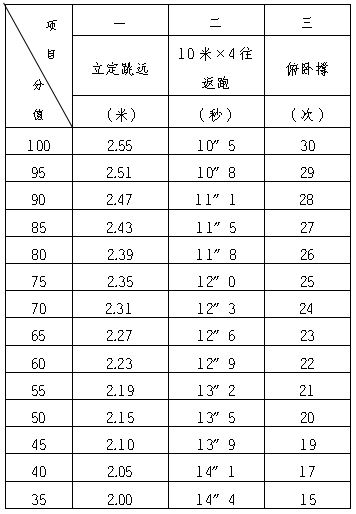 项目 一 二 三
分值 立定跳远 10米×4往返跑 俯卧撑
（米） （秒） （次）
100 2.55 10″5 30
95 2.51 10″8 29
90 2.47 11″1 28
85 2.43 11″5 27
80 2.39 11″8 26
75 2.35 12″0 25
70 2.31 12″3 24
65 2.27 12″6 23
60 2.23 12″9 22
55 2.19 13″2 21
50 2.15 13″5 20
45 2.10 13″9 19
40 2.05 14″1 17
35 2.00 14″4 15